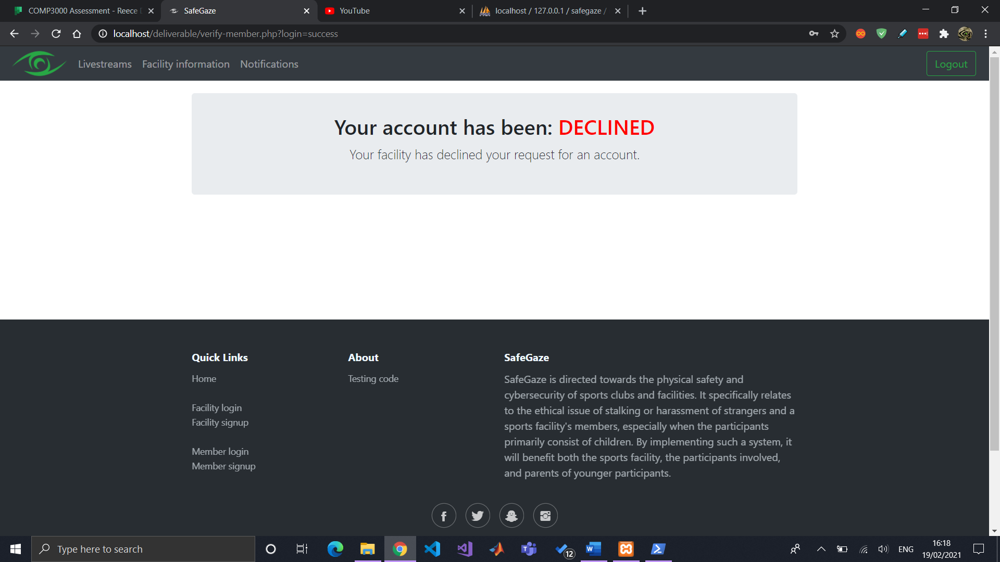 COMP3000 Assessment - Reece
SafeGaze
YouTube
localhost / 127.0.0.1 / safegaze /
localhost/deliverable/verify-member.php?login=success
Livestreams
Facility information
Notifications
Logout
Your account has been: DECLINED
Your facility has declined your request for an account.
Quick Links
Home
Facility login
Facility signup
Member login
Member signup
About
Testing code
SafeGaze
SafeGaze is directed towards the physical safety and
cybersecurity of sports clubs and facilities. It specifically relates
to the ethical issue of stalking or harassment of strangers and a
sports facility's members, especially when the participants
primarily consist of children. By implementing such a system, it
will benefit both the sports facility, the participants involved,
and parents of younger participants.
Type here to search
12
ENG
16:18
19/02/2021